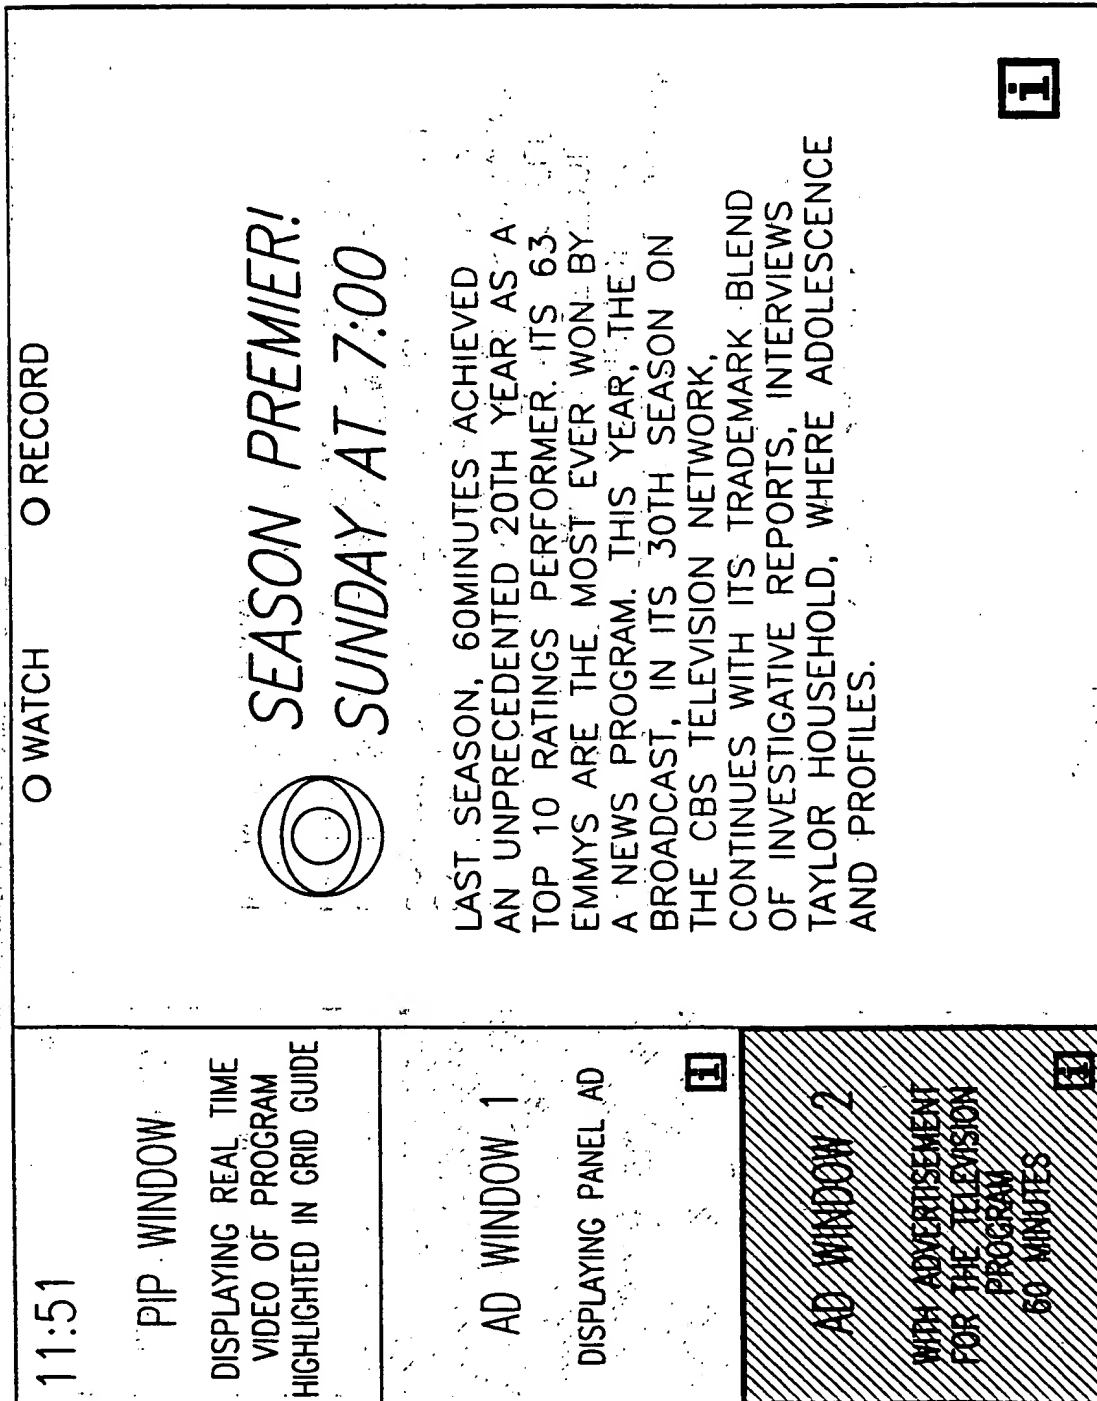 11:51
O WATCH
O RECORD
PIP WINDOW
DISPLAYING REAL TIME
VIDEO OF PROGRAM
HIGHLIGHTED IN GRID GUIDE
AD WINDOW 1
DISPLAYING PANEL AD
i
AD WINDOW 2
WITH ADVERTISEMENT
FOR THE TELEVISION
PROGRAM
60 MINUTES
i
SEASON PREMIER!
SUNDAY AT 7:00
LAST SEASON, 60MINUTES ACHIEVED
AN UNPRECEDENTED 20TH YEAR AS A
TOP 10 RATINGS PERFORMER. ITS 63
EMMYS ARE THE MOST EVER WON BY
A NEWS PROGRAM. THIS YEAR, THE
BROADCAST, IN ITS 30TH SEASON ON
THE CBS TELEVISION NETWORK,
CONTINUES WITH ITS TRADEMARK BLEND
OF INVESTIGATIVE REPORTS, INTERVIEWS
TAYLOR HOUSEHOLD, WHERE ADOLESCENCE
AND PROFILES.
i